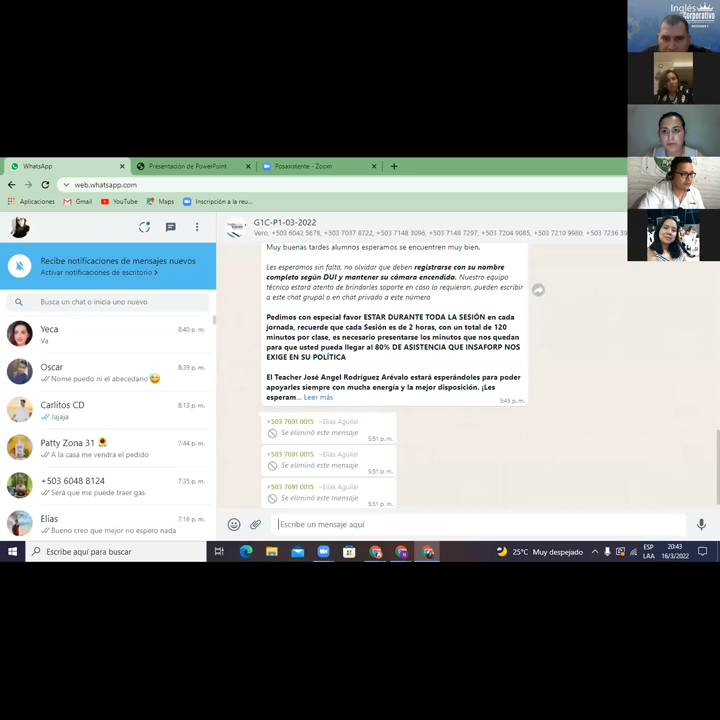 Inglés
Corporativo
WhatsApp
Presentación de PowerPoint
Posasistente - Zoom
web.whatsapp.com
Aplicaciones
Gmail
YouTube
Maps
Inscripción a la reu...
Recibe notificaciones de mensajes nuevos
Activar notificaciones de escritorio
Busca un chat o inicia uno nuevo
Yeca
8:40 p. m.
Va
Oscar
8:39 p. m.
Nome puedo ni el abecedario
Carlitos CD
8:13 p. m.
Jajaja
Patty Zona 31
7:44 p. m.
A la casa me vendra el pedido
+503 6048 8124
7:35 p. m.
Será que me puede traer gas
Elias
7:16 p. m.
Bueno creo que mejor no espero nada
G1C-P1-03-2022
Vero, +503 6042 5678, +503 7037 8722, +503 7148 3096, +503 7148 7297, +503 7204 9085, +503 7210 9980, +503 7236 39
Muy buenas tardes alumnos esperamos se encuentren muy bien.
Les esperamos sin falta, no olvidar que deben registrarse con su nombre
completo según DUI y mantener su cámara encendida. Nuestro equipo
técnico estará atento de brindarles soporte en caso lo requieran, pueden escribir
a este chat grupal o en chat privado a este número
Pedimos con especial favor ESTAR DURANTE TODA LA SESIÓN en cada
jornada, recuerde que cada Sesión es de 2 horas, con un total de 120
minutos por clase, es necesario presentarse los minutos que nos quedan
para que usted pueda llegar al 80% DE ASISTENCIA QUE INSAFORP NOS
EXIGE EN SU POLÍTICA
El Teacher José Angel Rodríguez Arévalo estará esperándoles para poder
apoyarles siempre con mucha energía y la mejor disposición. ¡Les
esperam... Leer más
5:45 p. m.
+503 7691 0015 ~Elías Aguilar
Se eliminó este mensaje
5:51 p. m.
+503 7691 0015 ~Elías Aguilar
Se eliminó este mensaje
5:51 p. m.
+503 7691 0015 ~Elías Aguilar
Se eliminó este mensaje
5:51 p. m.
Escribe un mensaje aquí
Escribe aquí para buscar
25°C Muy despejado
ESP
LAA
20:43
16/3/2022